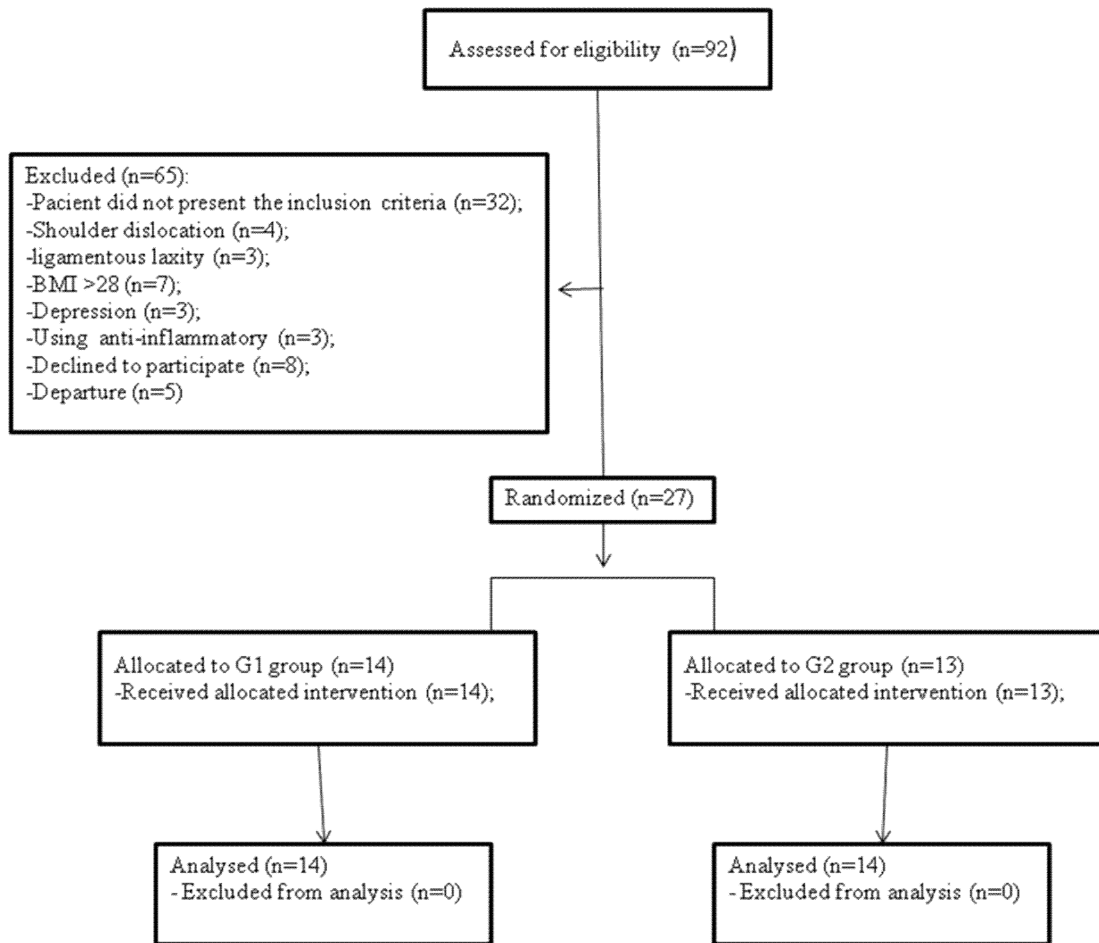 Assessed for eligibility (n=92)
Excluded (n=65):
-Pacient did not present the inclusion criteria (n=32);
-Shoulder dislocation (n=4);
-ligamentous laxity (n=3);
-BMI >28 (n=7);
-Depression (n=3);
-Using anti-inflammatory (n=3);
-Declined to participate (n=8);
-Departure (n=5)
Randomized (n=27)
Allocated to G1 group (n=14)
-Received allocated intervention (n=14);
Allocated to G2 group (n=13)
-Received allocated intervention (n=13);
Analysed (n=14)
- Excluded from analysis (n=0)
Analysed (n=14)
- Excluded from analysis (n=0)